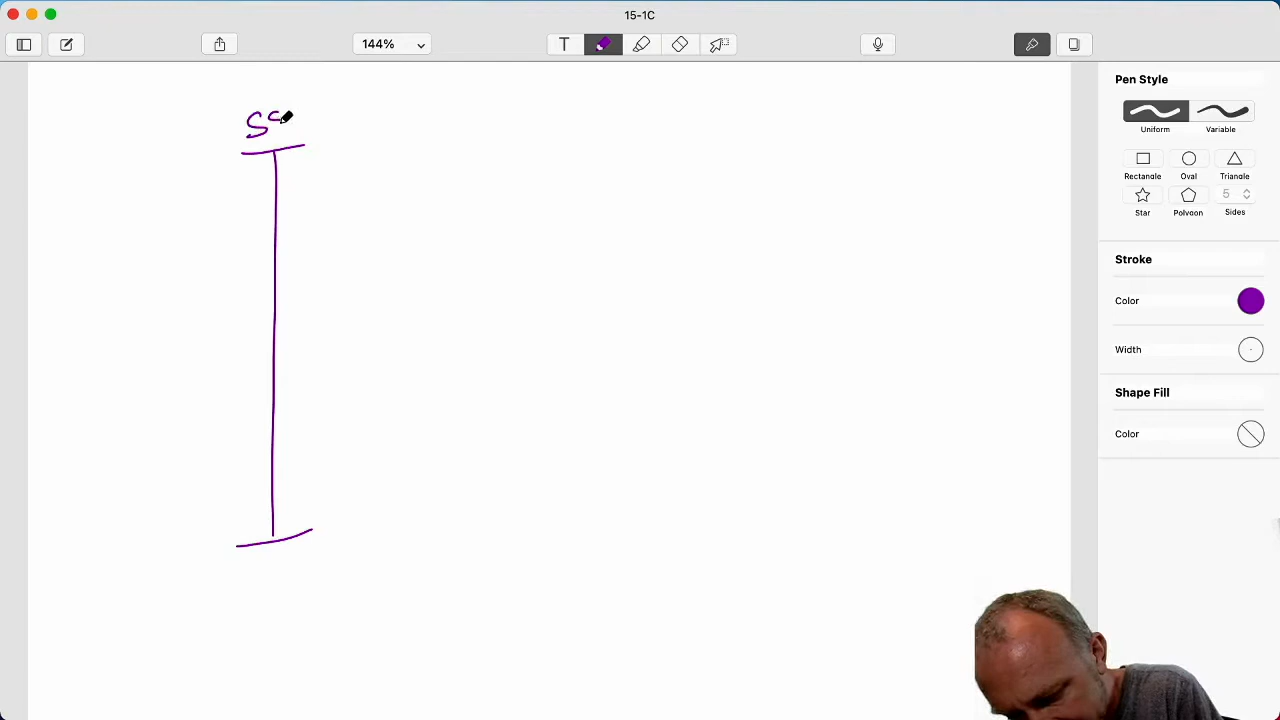 15-1C
144%
T
Pen Style
Uniform
Variable
Rectangle
Oval
Triangle
5
Star
Polygon
Sides
Stroke
Color
Width
Shape Fill
Color